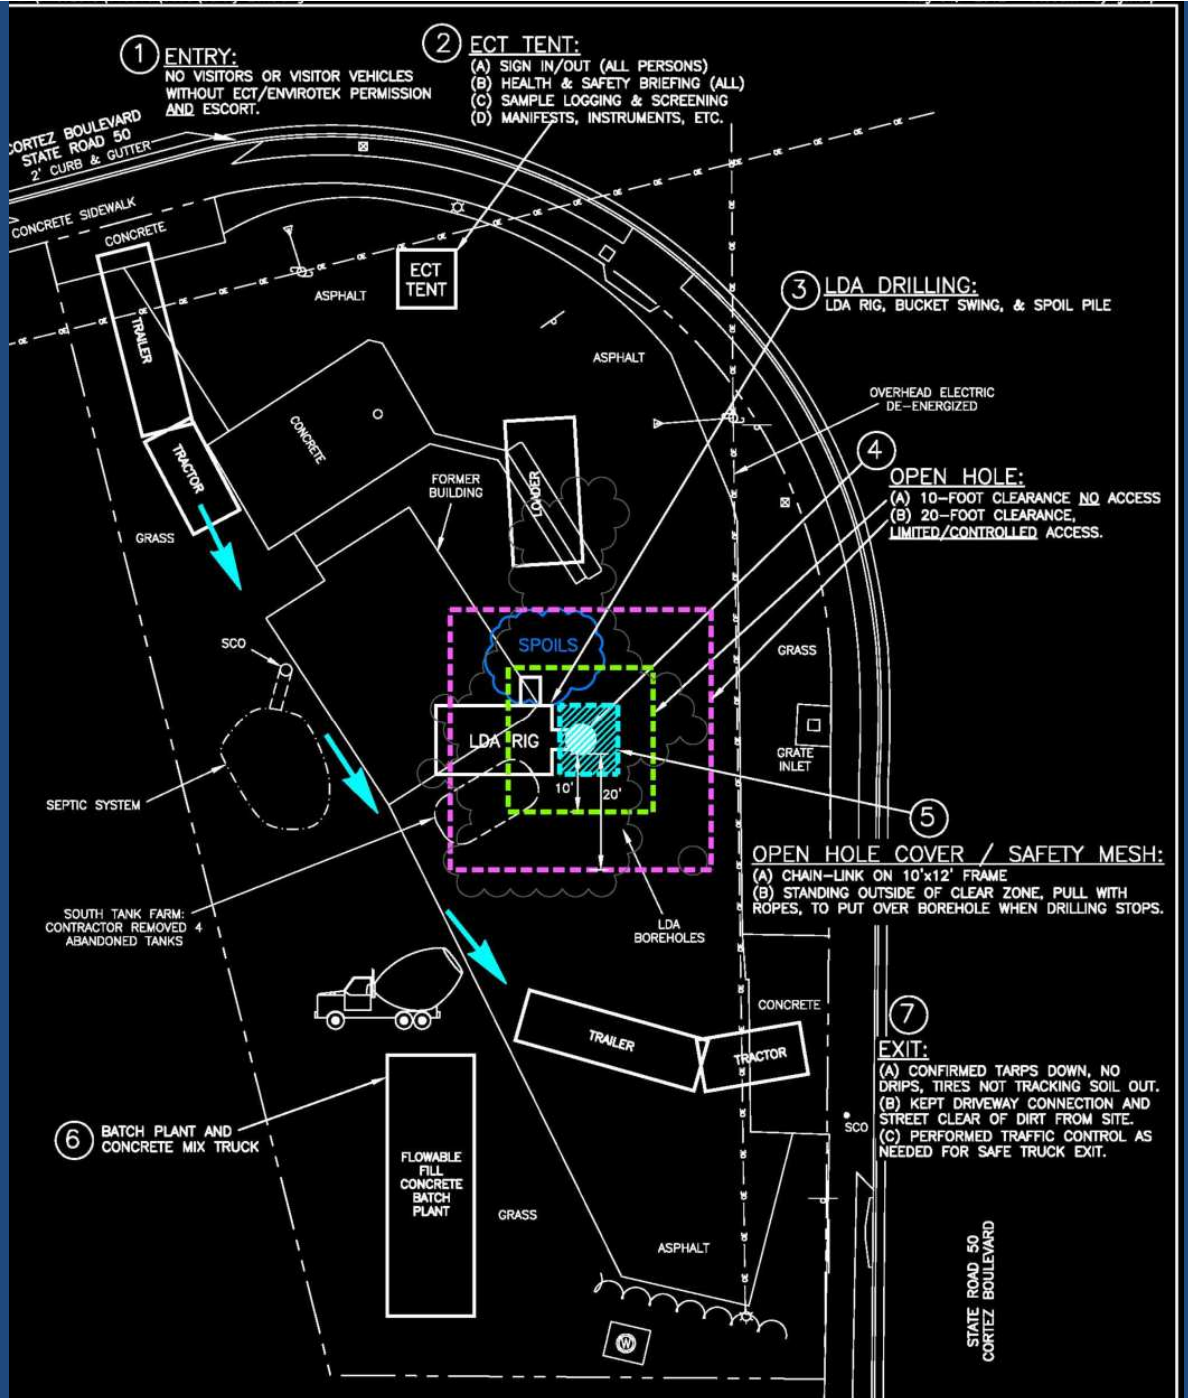 1
ENTRY:
NO VISITORS OR VISITOR VEHICLES
WITHOUT ECT/ENVIROTEK PERMISSION
AND ESCORT.
2
ECT TENT:
(A) SIGN IN/OUT (ALL PERSONS)
(B) HEALTH & SAFETY BRIEFING (ALL)
(C) SAMPLE LOGGING & SCREENING
(D) MANIFESTS, INSTRUMENTS, ETC.
CORTEZ BOULEVARD
STATE ROAD 50
2' CURB & GUTTER
CONCRETE SIDEWALK
CONCRETE
TRAILER
TRACTOR
ASPHALT
ECT
TENT
ASPHALT
3
LDA DRILLING:
LDA RIG, BUCKET SWING, & SPOIL PILE
OVERHEAD ELECTRIC
DE-ENERGIZED
CONCRETE
FORMER
BUILDING
LOADER
4
OPEN HOLE:
(A) 10-FOOT CLEARANCE NO ACCESS
(B) 20-FOOT CLEARANCE,
LIMITED/CONTROLLED ACCESS.
GRASS
SCO
SPOILS
GRASS
LDA RIG
10'
20'
GRATE
INLET
SEPTIC SYSTEM
5
OPEN HOLE COVER / SAFETY MESH:
(A) CHAIN-LINK ON 10'x12' FRAME
(B) STANDING OUTSIDE OF CLEAR ZONE, PULL WITH
ROPES, TO PUT OVER BOREHOLE WHEN DRILLING STOPS.
SOUTH TANK FARM:
CONTRACTOR REMOVED 4
ABANDONED TANKS
LDA
BOREHOLES
TRAILER
TRACTOR
CONCRETE
7
EXIT:
(A) CONFIRMED TARPS DOWN, NO
DRIPS, TIRES NOT TRACKING SOIL OUT.
(B) KEPT DRIVEWAY CONNECTION AND
STREET CLEAR OF DIRT FROM SITE.
(C) PERFORMED TRAFFIC CONTROL AS
NEEDED FOR SAFE TRUCK EXIT.
SCO
6
BATCH PLANT AND
CONCRETE MIX TRUCK
FLOWABLE
FILL
CONCRETE
BATCH
PLANT
GRASS
ASPHALT
W
STATE ROAD 50
CORTEZ BOULEVARD